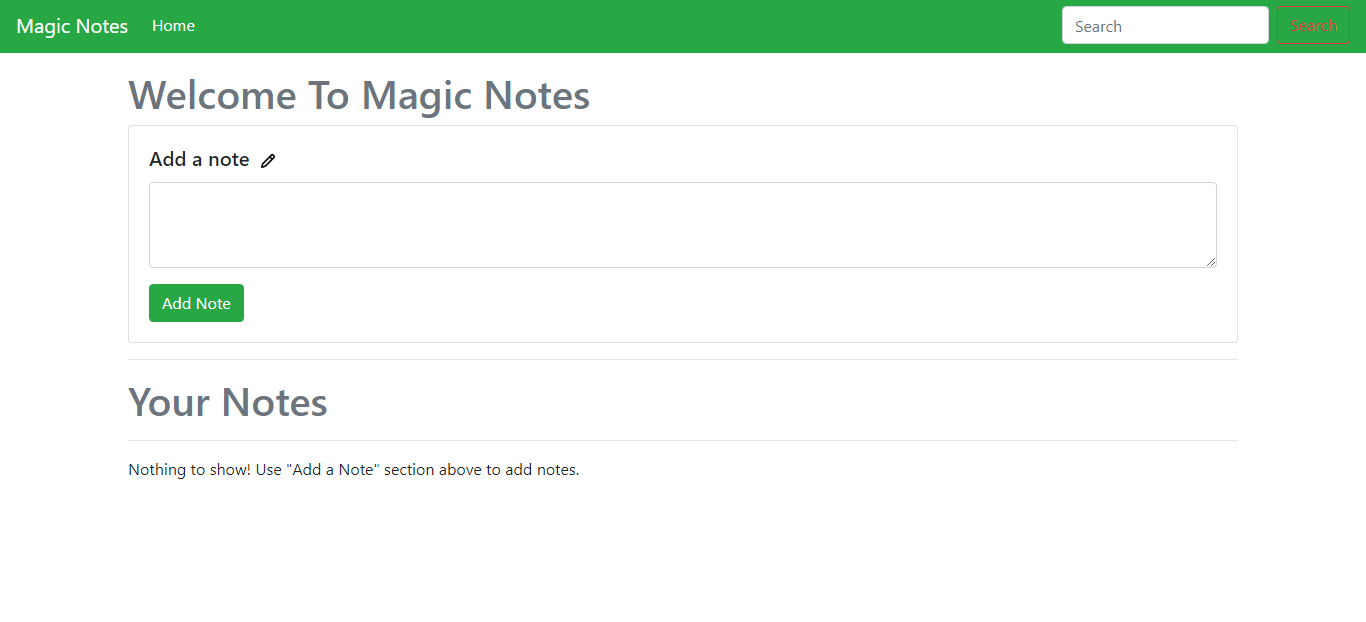 Magic Notes Home Search Search
Welcome To Magic Notes
Add a note
Add Note
Your Notes
Nothing to show! Use "Add a Note" section above to add notes.